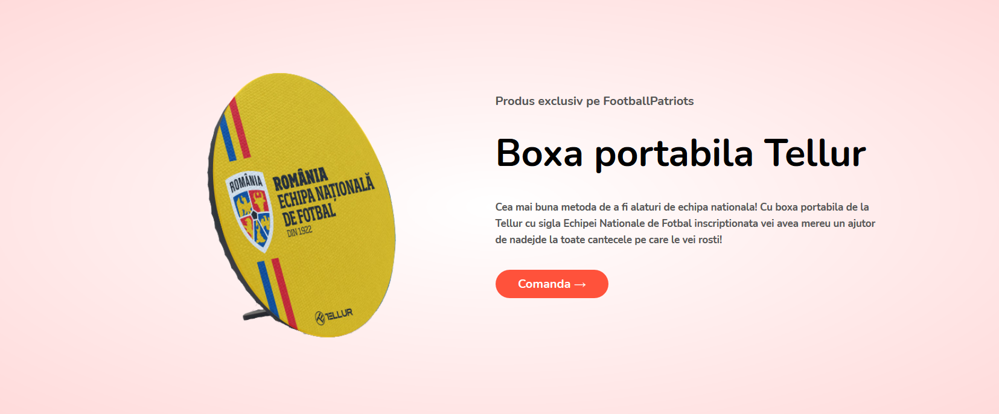 Produs exclusiv pe FootballPatriots
Boxa portabila Tellur
Cea mai buna metoda de a fi alaturi de echipa nationala! Cu boxa portabila de la
Tellur cu sigla Echipei Nationale de Fotbal inscriptionata vei avea mereu un ajutor
de nadejde la toate cantecele pe care le vei rosti!
Comanda →
ROMÂNIA
ROMÂNIA
ECHIPA NAȚIONALĂ
DE FOTBAL
DIN 1922
TELLUR